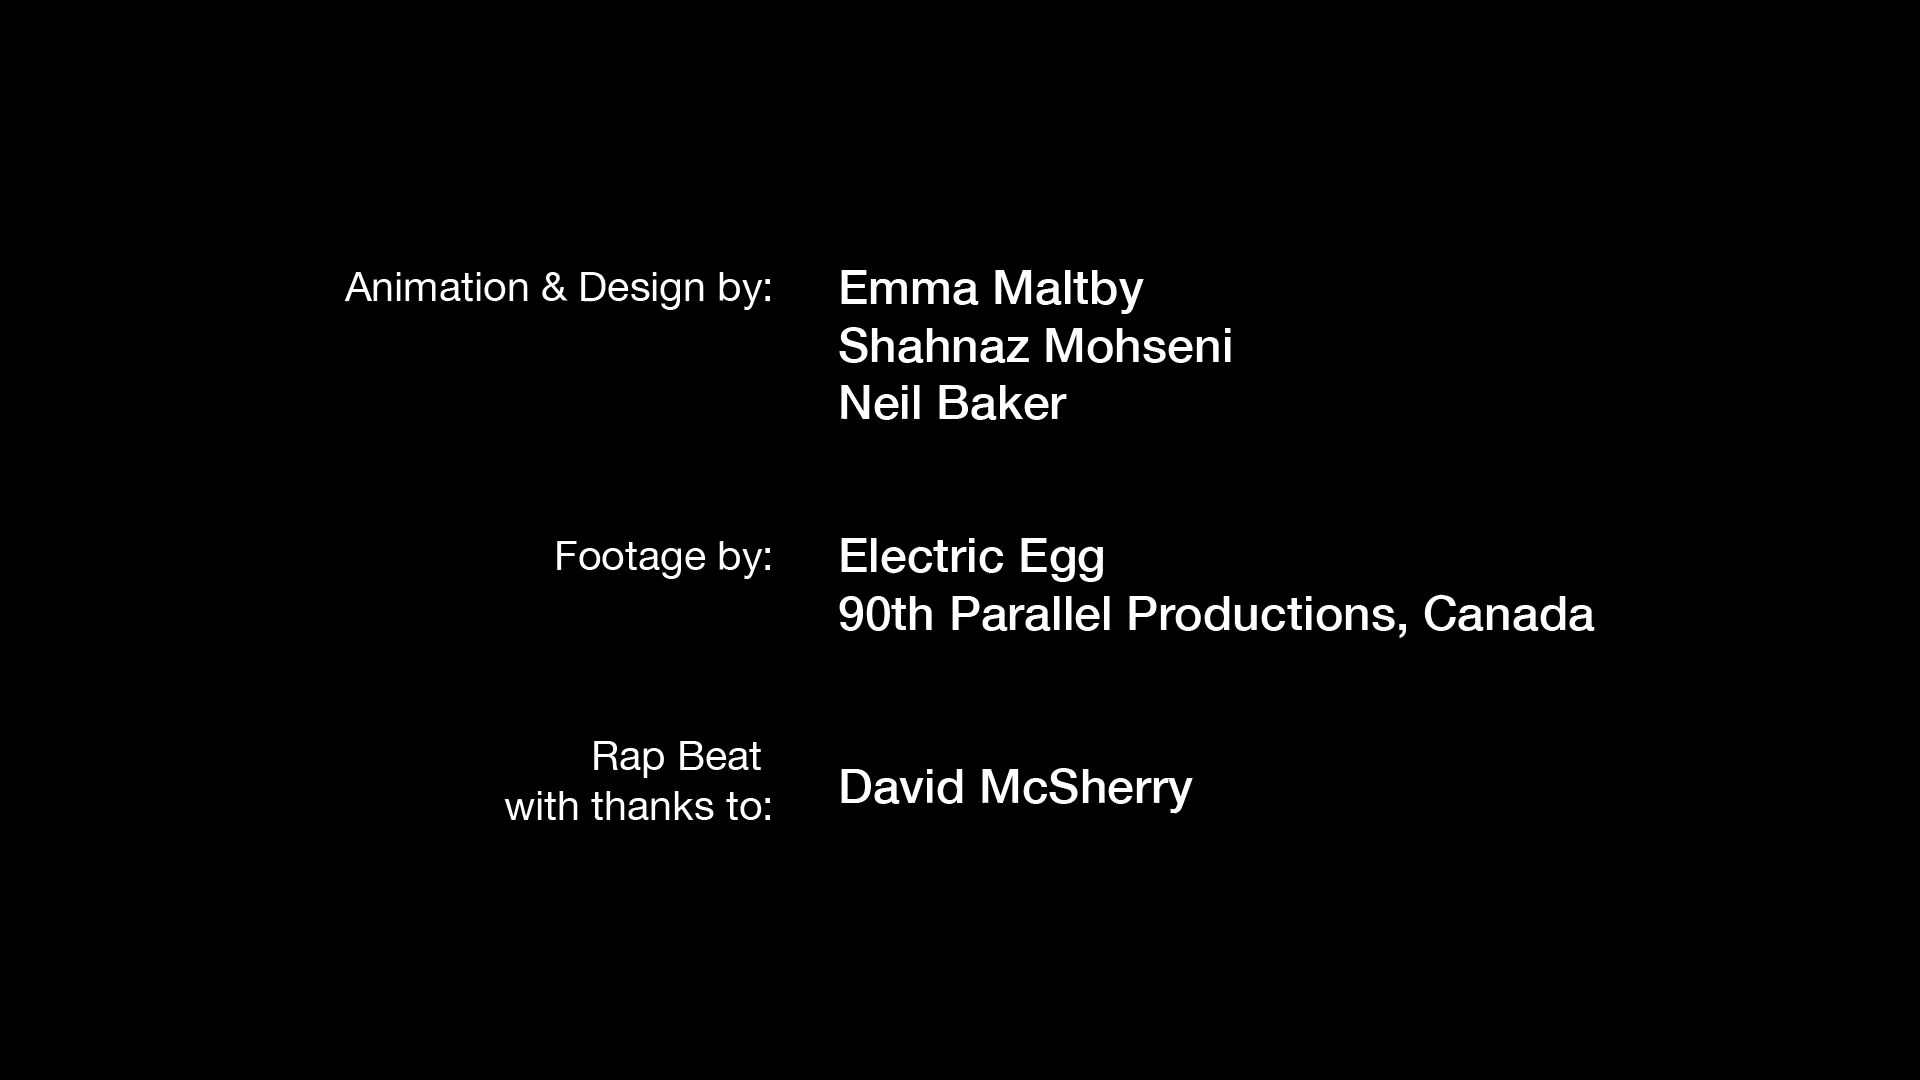 Animation & Design by: Emma Maltby
Shahnaz Mohseni
Neil Baker
Footage by: Electric Egg
90th Parallel Productions, Canada
Rap Beat
with thanks to: David McSherry